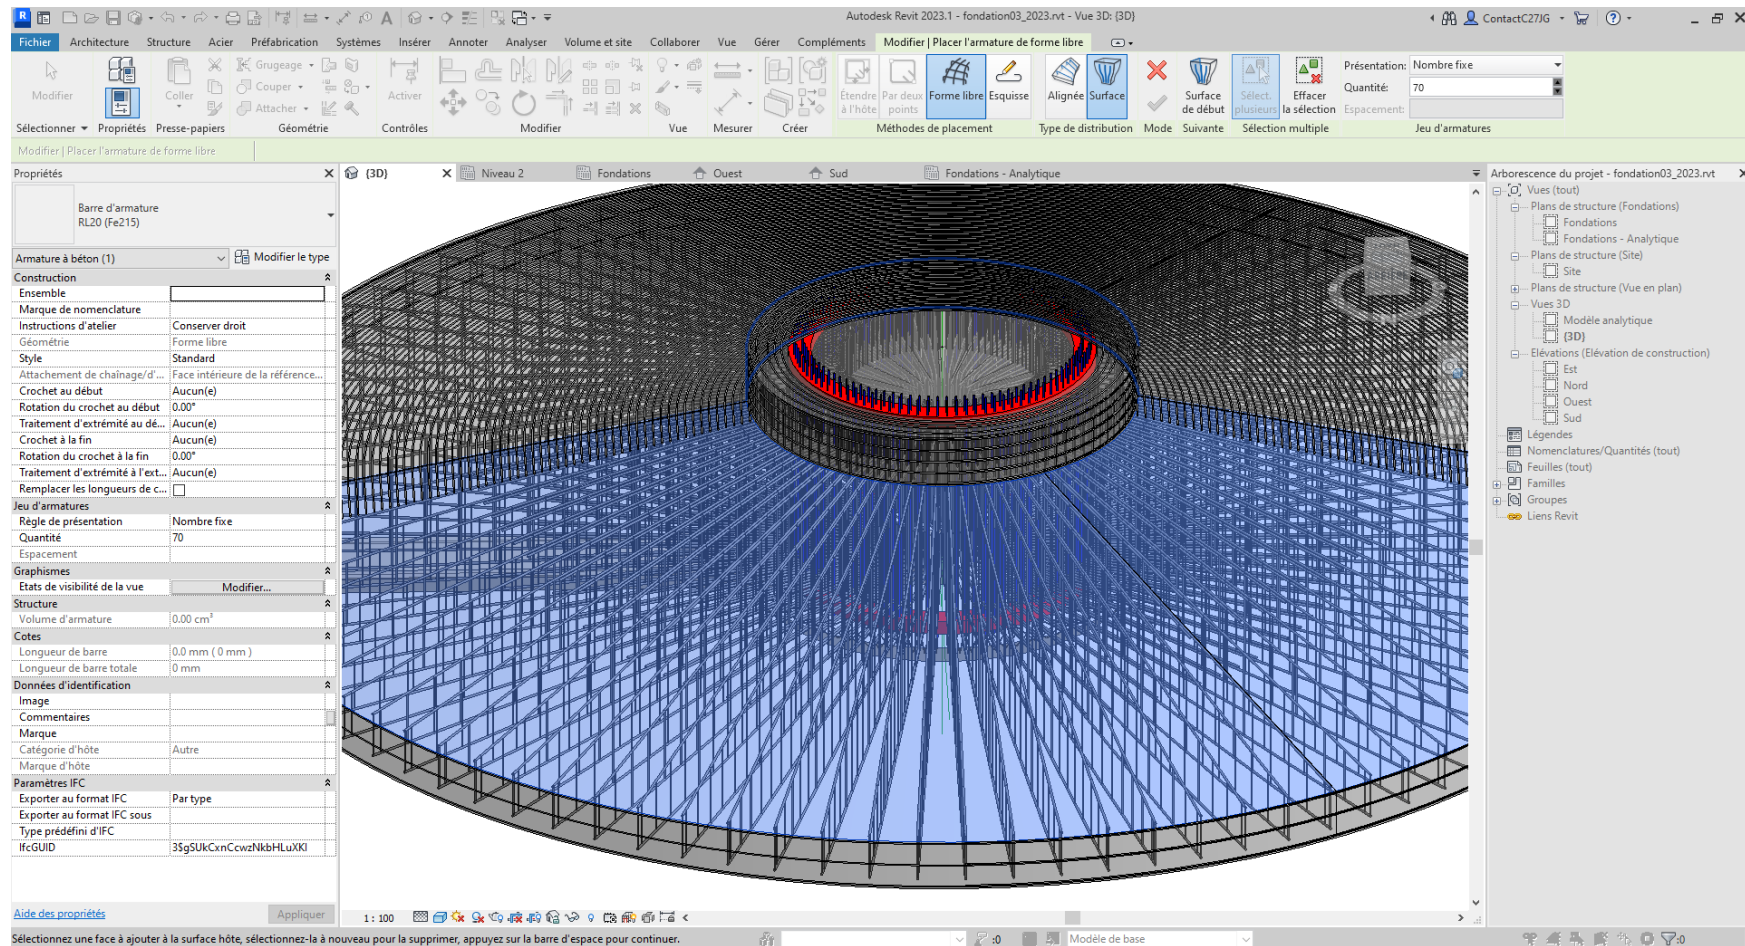 Autodesk Revit 2023.1 - fondation03_2023.rvt - Vue 3D: {3D}
ContactC27JG
Fichier Architecture Structure Acier Préfabrication Systèmes Insérer Annoter Analyser Volume et site Collaborer Vue Gérer Compléments Modifier | Placer l'armature de forme libre
Modifier
Coller
Grugeage
Couper
Attacher
Activer
Étendre à l'hôte
Par deux points
Forme libre
Esquisse
Alignée
Surface
Surface de début
Sélect. plusieurs
Effacer la sélection
Présentation: Nombre fixe
Quantité: 70
Espacement:
Sélectionner Propriétés Presse-papiers Géométrie Contrôles Modifier Vue Mesurer Créer Méthodes de placement Type de distribution Mode Suivante Sélection multiple Jeu d'armatures
Modifier | Placer l'armature de forme libre
Propriétés
Barre d'armature
RL20 (Fe215)
Armature à béton (1) Modifier le type
Construction
Ensemble
Marque de nomenclature
Instructions d'atelier Conserver droit
Géométrie Forme libre
Style Standard
Attachement de chaînage/d'... Face intérieure de la référence...
Crochet au début Aucun(e)
Rotation du crochet au début 0.00°
Traitement d'extrémité au dé... Aucun(e)
Crochet à la fin Aucun(e)
Rotation du crochet à la fin 0.00°
Traitement d'extrémité à l'ext... Aucun(e)
Remplacer les longueurs de c...
Jeu d'armatures
Règle de présentation Nombre fixe
Quantité 70
Espacement
Graphismes
Etats de visibilité de la vue Modifier...
Structure
Volume d'armature 0.00 cm³
Cotes
Longueur de barre 0.0 mm ( 0 mm )
Longueur de barre totale 0 mm
Données d'identification
Image
Commentaires
Marque
Catégorie d'hôte Autre
Marque d'hôte
Paramètres IFC
Exporter au format IFC Par type
Exporter au format IFC sous
Type prédéfini d'IFC
IfcGUID 3$gSUkCxnCcwzNkbHLuXKI
Aide des propriétés Appliquer
{3D} Niveau 2 Fondations Ouest Sud Fondations - Analytique
1 : 100
Arborescence du projet - fondation03_2023.rvt
Vues (tout)
Plans de structure (Fondations)
Fondations
Fondations - Analytique
Plans de structure (Site)
Site
Plans de structure (Vue en plan)
Vues 3D
Modèle analytique
{3D}
Elévations (Elévation de construction)
Est
Nord
Ouest
Sud
Légendes
Nomenclatures/Quantités (tout)
Feuilles (tout)
Familles
Groupes
Liens Revit
Sélectionnez une face à ajouter à la surface hôte, sélectionnez-la à nouveau pour la supprimer, appuyez sur la barre d'espace pour continuer.
:0 Modèle de base :0